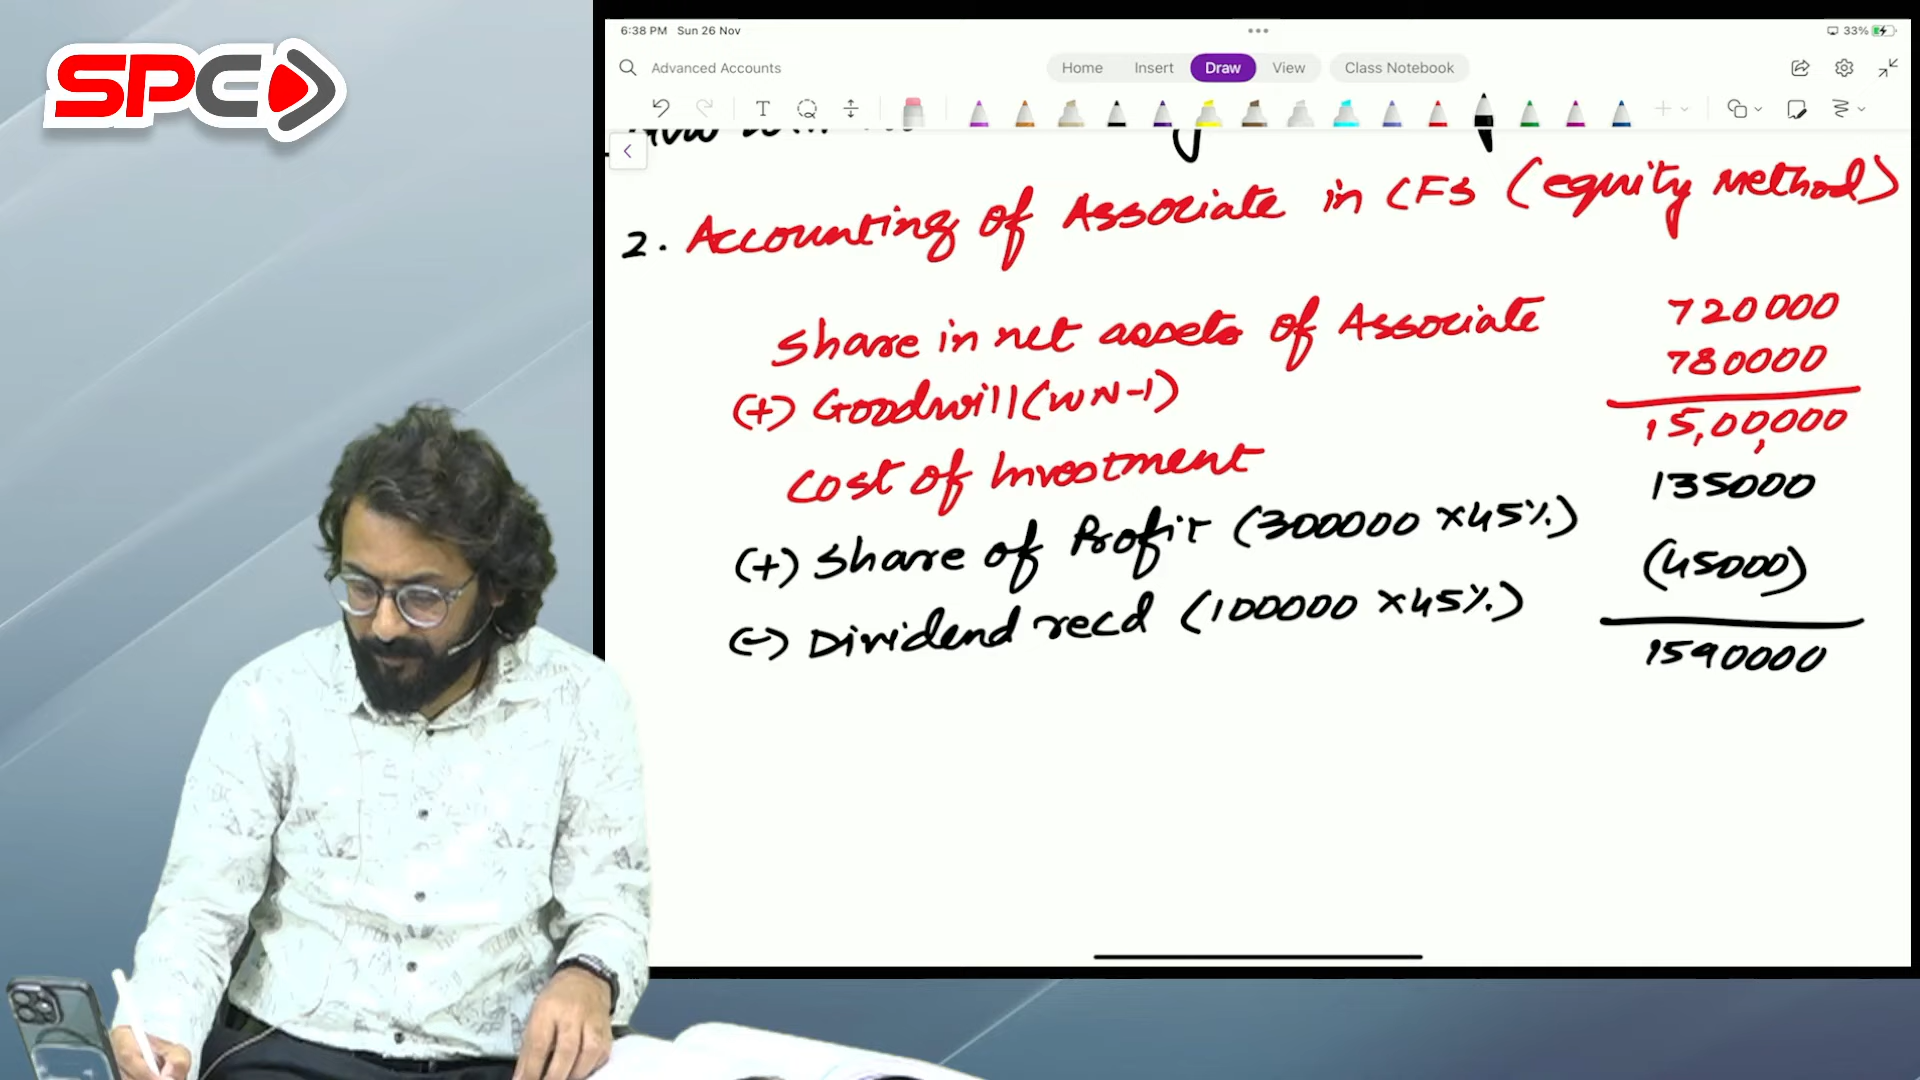 SPC
6:38 PM Sun 26 Nov
33%
Advanced Accounts
Home Insert Draw View Class Notebook
2. Accounting of Associate in CFS (equity Method)
Share in net assets of Associate 720000
(+) Goodwill (WN-1) 780000
Cost of Investment 15,00,000
(+) Share of Profit (300000 x45%) 135000
(-) Dividend recd (100000 x45%) (45000)
1590000